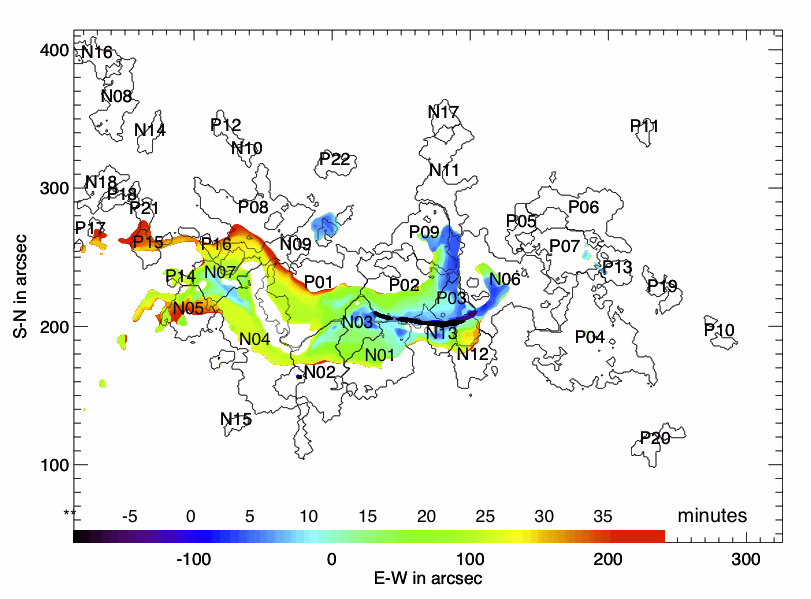 400
N16
N08
N14
P12
N10
N17
P11
P22
N11
300
N18
P18
P21
P08
P06
P05
P17
P15
P16
N09
P09
P07
P13
P14
N07
P01
P02
N06
P19
S-N in arcsec
N05
P03
200
N03
N13
P10
N04
P04
N01
N12
N02
N15
P20
100
** -5 0 5 10 15 20 25 30 35 minutes
-100 0 100 200 300
E-W in arcsec